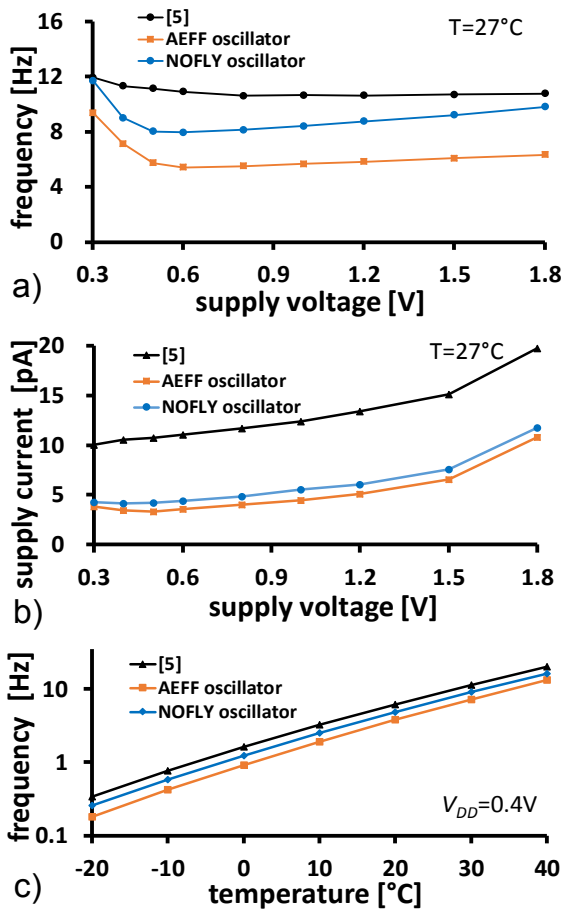 16
12
8
4
0
frequency [Hz]
[5]
AEFF oscillator
NOFLY oscillator
T=27°C
0.3 0.6 0.9 1.2 1.5 1.8
supply voltage [V]
a)
20
15
10
5
0
supply current [pA]
[5]
AEFF oscillator
NOFLY oscillator
T=27°C
0.3 0.6 0.9 1.2 1.5 1.8
supply voltage [V]
b)
10
1
0.1
frequency [Hz]
[5]
AEFF oscillator
NOFLY oscillator
VDD=0.4V
-20 -10 0 10 20 30 40
temperature [°C]
c)